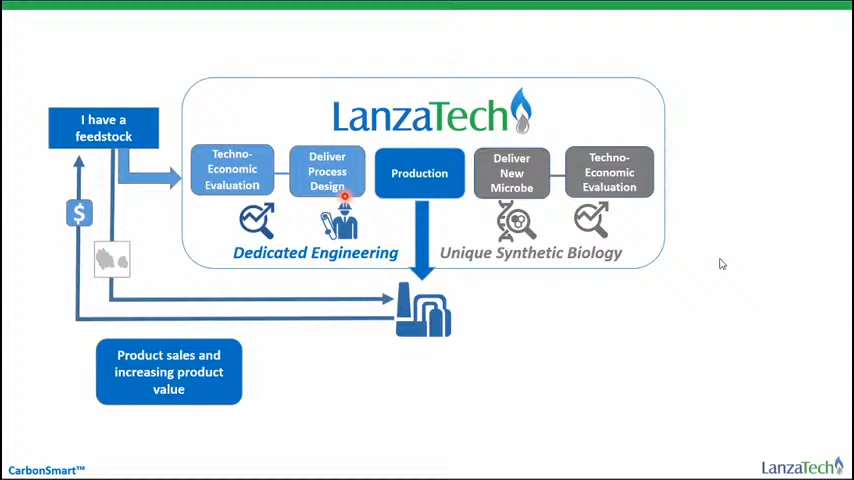 LanzaTech
I have a
feedstock
Techno-
Economic
Evaluation
Deliver
Process
Design
Production
Deliver
New
Microbe
Techno-
Economic
Evaluation
$
Dedicated Engineering
Unique Synthetic Biology
Product sales and
increasing product
value
CarbonSmart™
LanzaTech